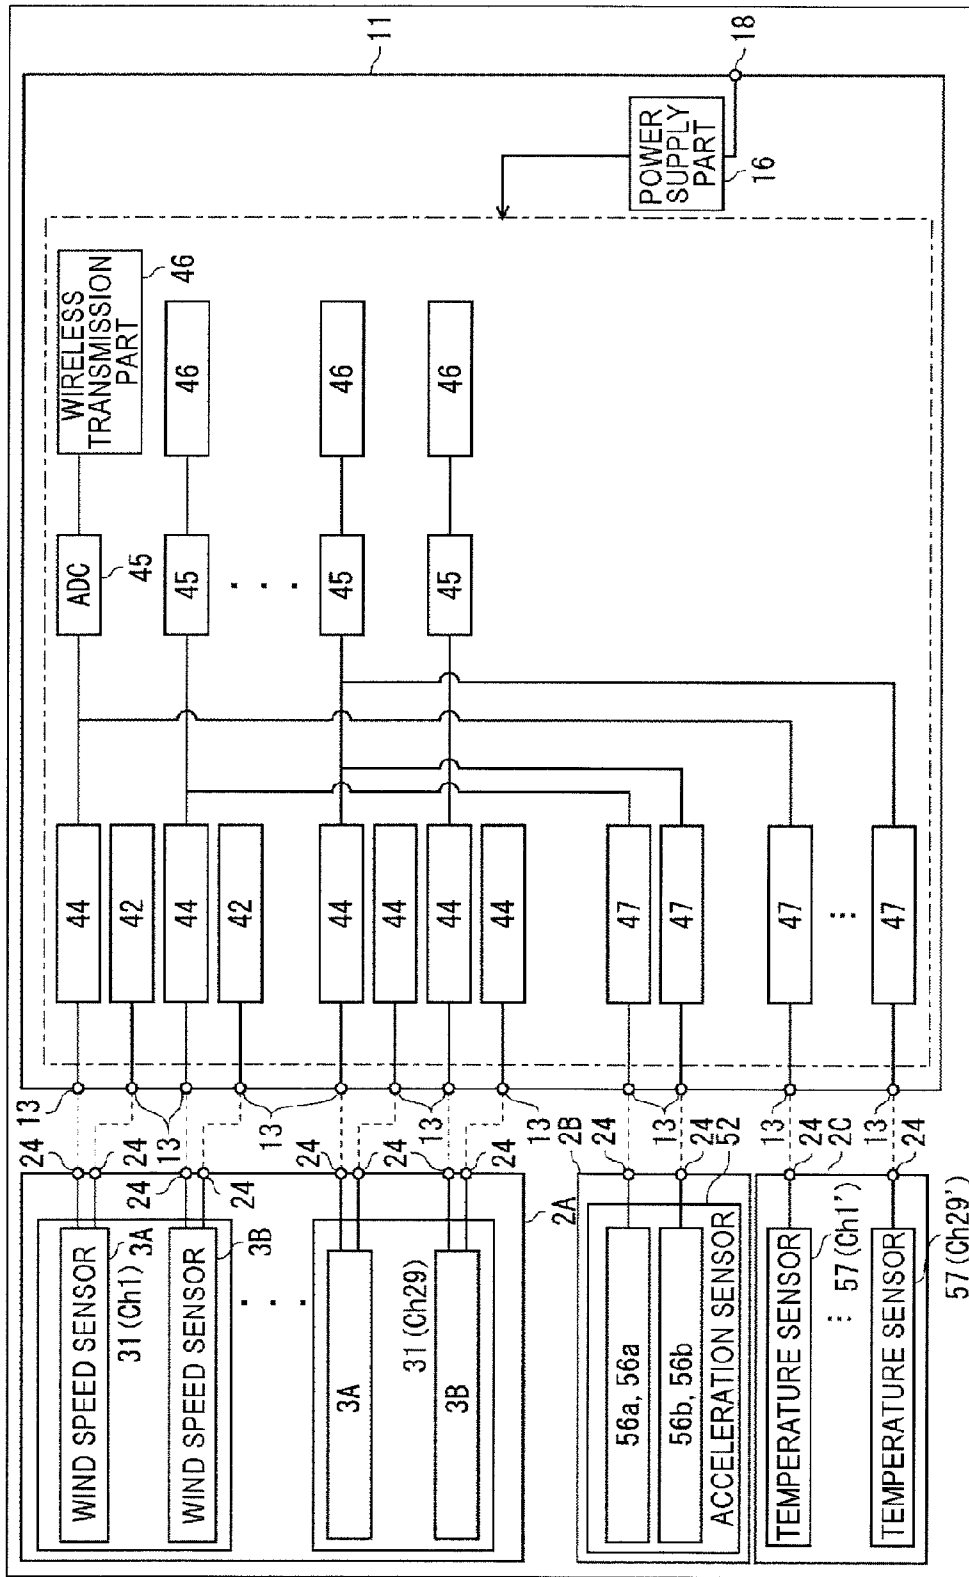 11
18
POWER
SUPPLY
PART
16
WIRELESS
TRANSMISSION
PART
46
46
. . .
46
46
ADC
45
45
45
45
44
42
44
42
44
44
44
44
47
47
47
⋮
47
13
13
13
13
13
13
13
13
24
24
24
24
24
24
24
24
24
24
24
24
WIND SPEED SENSOR
3A
31(Ch1)
WIND SPEED SENSOR
3B
. . .
3A
31(Ch29)
3B
2A
2B
56a, 56a
56b, 56b
ACCELERATION SENSOR
52
2C
TEMPERATURE SENSOR
57(Ch1')
⋮
TEMPERATURE SENSOR
57(Ch29')